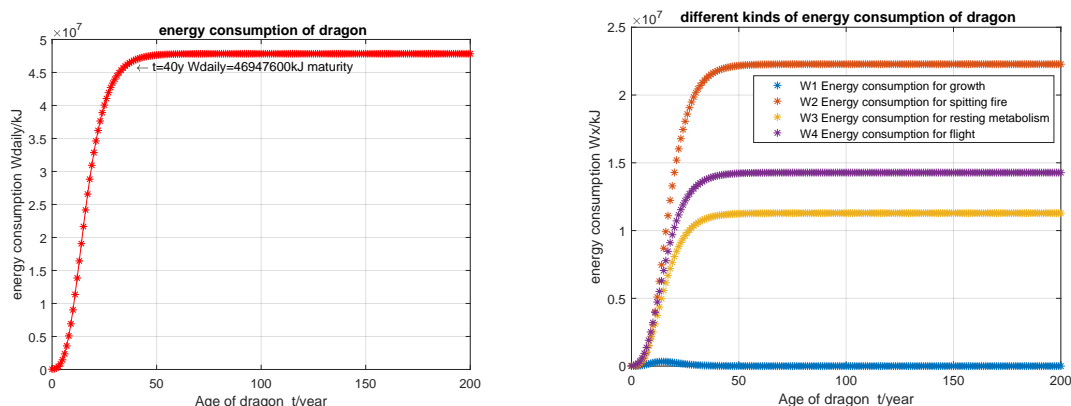 energy consumption of dragon
×10⁷
5
4.5
4
3.5
3
2.5
2
1.5
1
0.5
0
energy consumption Wdaily/kJ
← t=40y Wdaily=46947600kJ maturity
0 50 100 150 200
Age of dragon t/year
different kinds of energy consumption of dragon
×10⁷
2.5
2
1.5
1
0.5
0
energy consumption Wx/kJ
W1 Energy consumption for growth
W2 Energy consumption for spitting fire
W3 Energy consumption for resting metabolism
W4 Energy consumption for flight
0 50 100 150 200
Age of dragon t/year